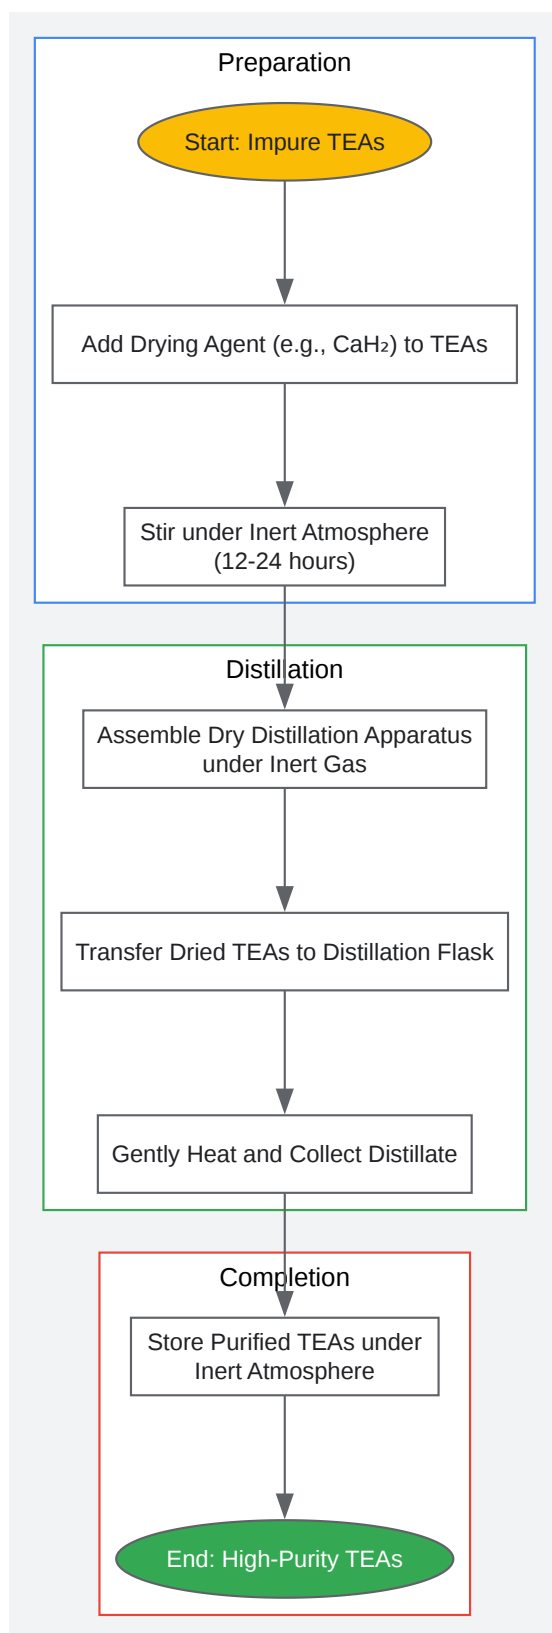 Preparation
Start: Impure TEAs
Add Drying Agent (e.g., CaH₂) to TEAs
Stir under Inert Atmosphere
(12-24 hours)
Distillation
Assemble Dry Distillation Apparatus
under Inert Gas
Transfer Dried TEAs to Distillation Flask
Gently Heat and Collect Distillate
Completion
Store Purified TEAs under
Inert Atmosphere
End: High-Purity TEAs